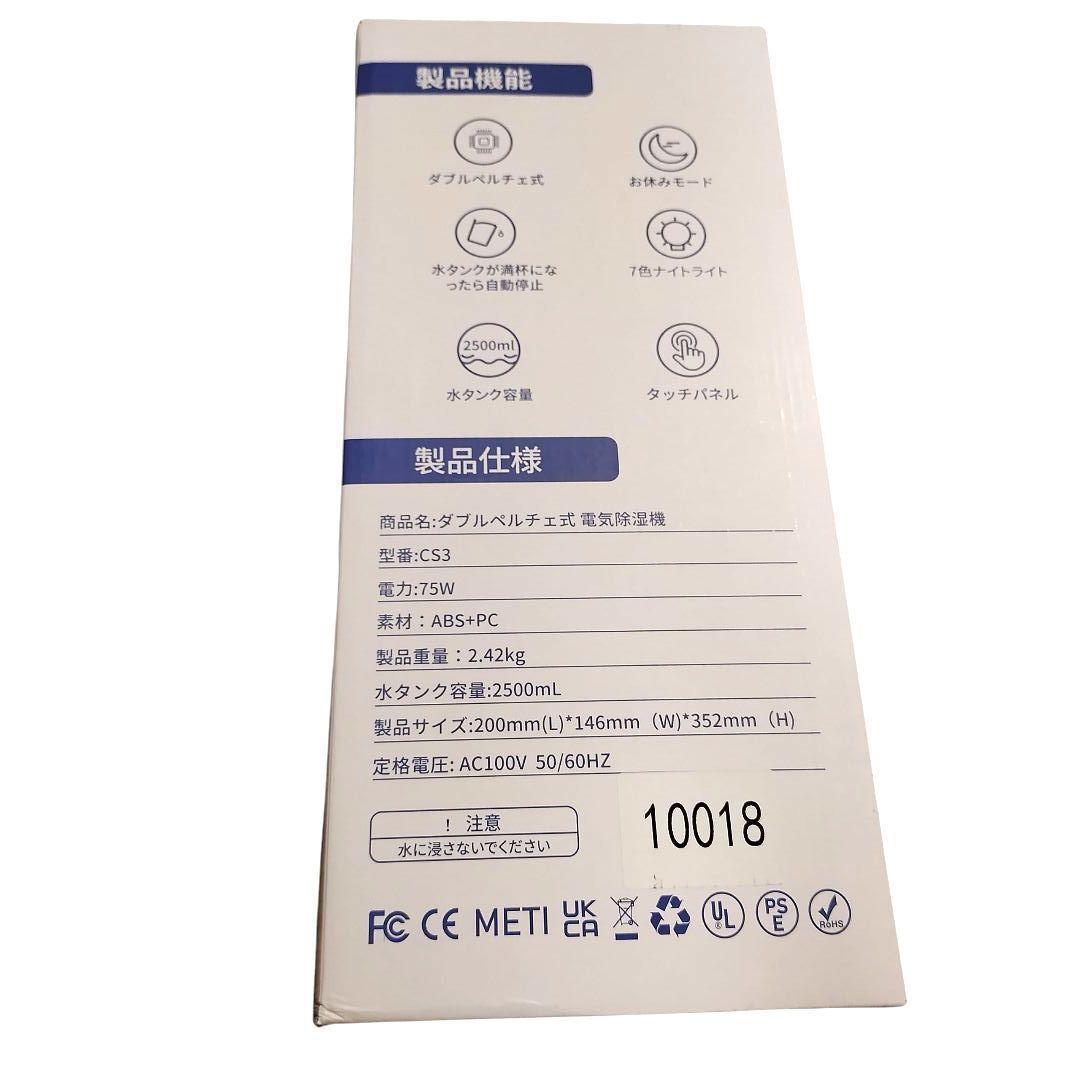 製品機能
ダブルペルチェ式
お休みモード
水タンクが満杯にな
ったら自動停止
7色ナイトライト
2500ml
水タンク容量
タッチパネル
製品仕様
商品名:ダブルペルチェ式 電気除湿機
型番:CS3
電力:75W
素材：ABS+PC
製品重量：2.42kg
水タンク容量:2500mL
製品サイズ:200mm(L)*146mm（W)*352mm（H)
定格電圧: AC100V 50/60HZ
！ 注意
水に浸さないでください
10018
FC CE METI UK CA UL PS E RoHS